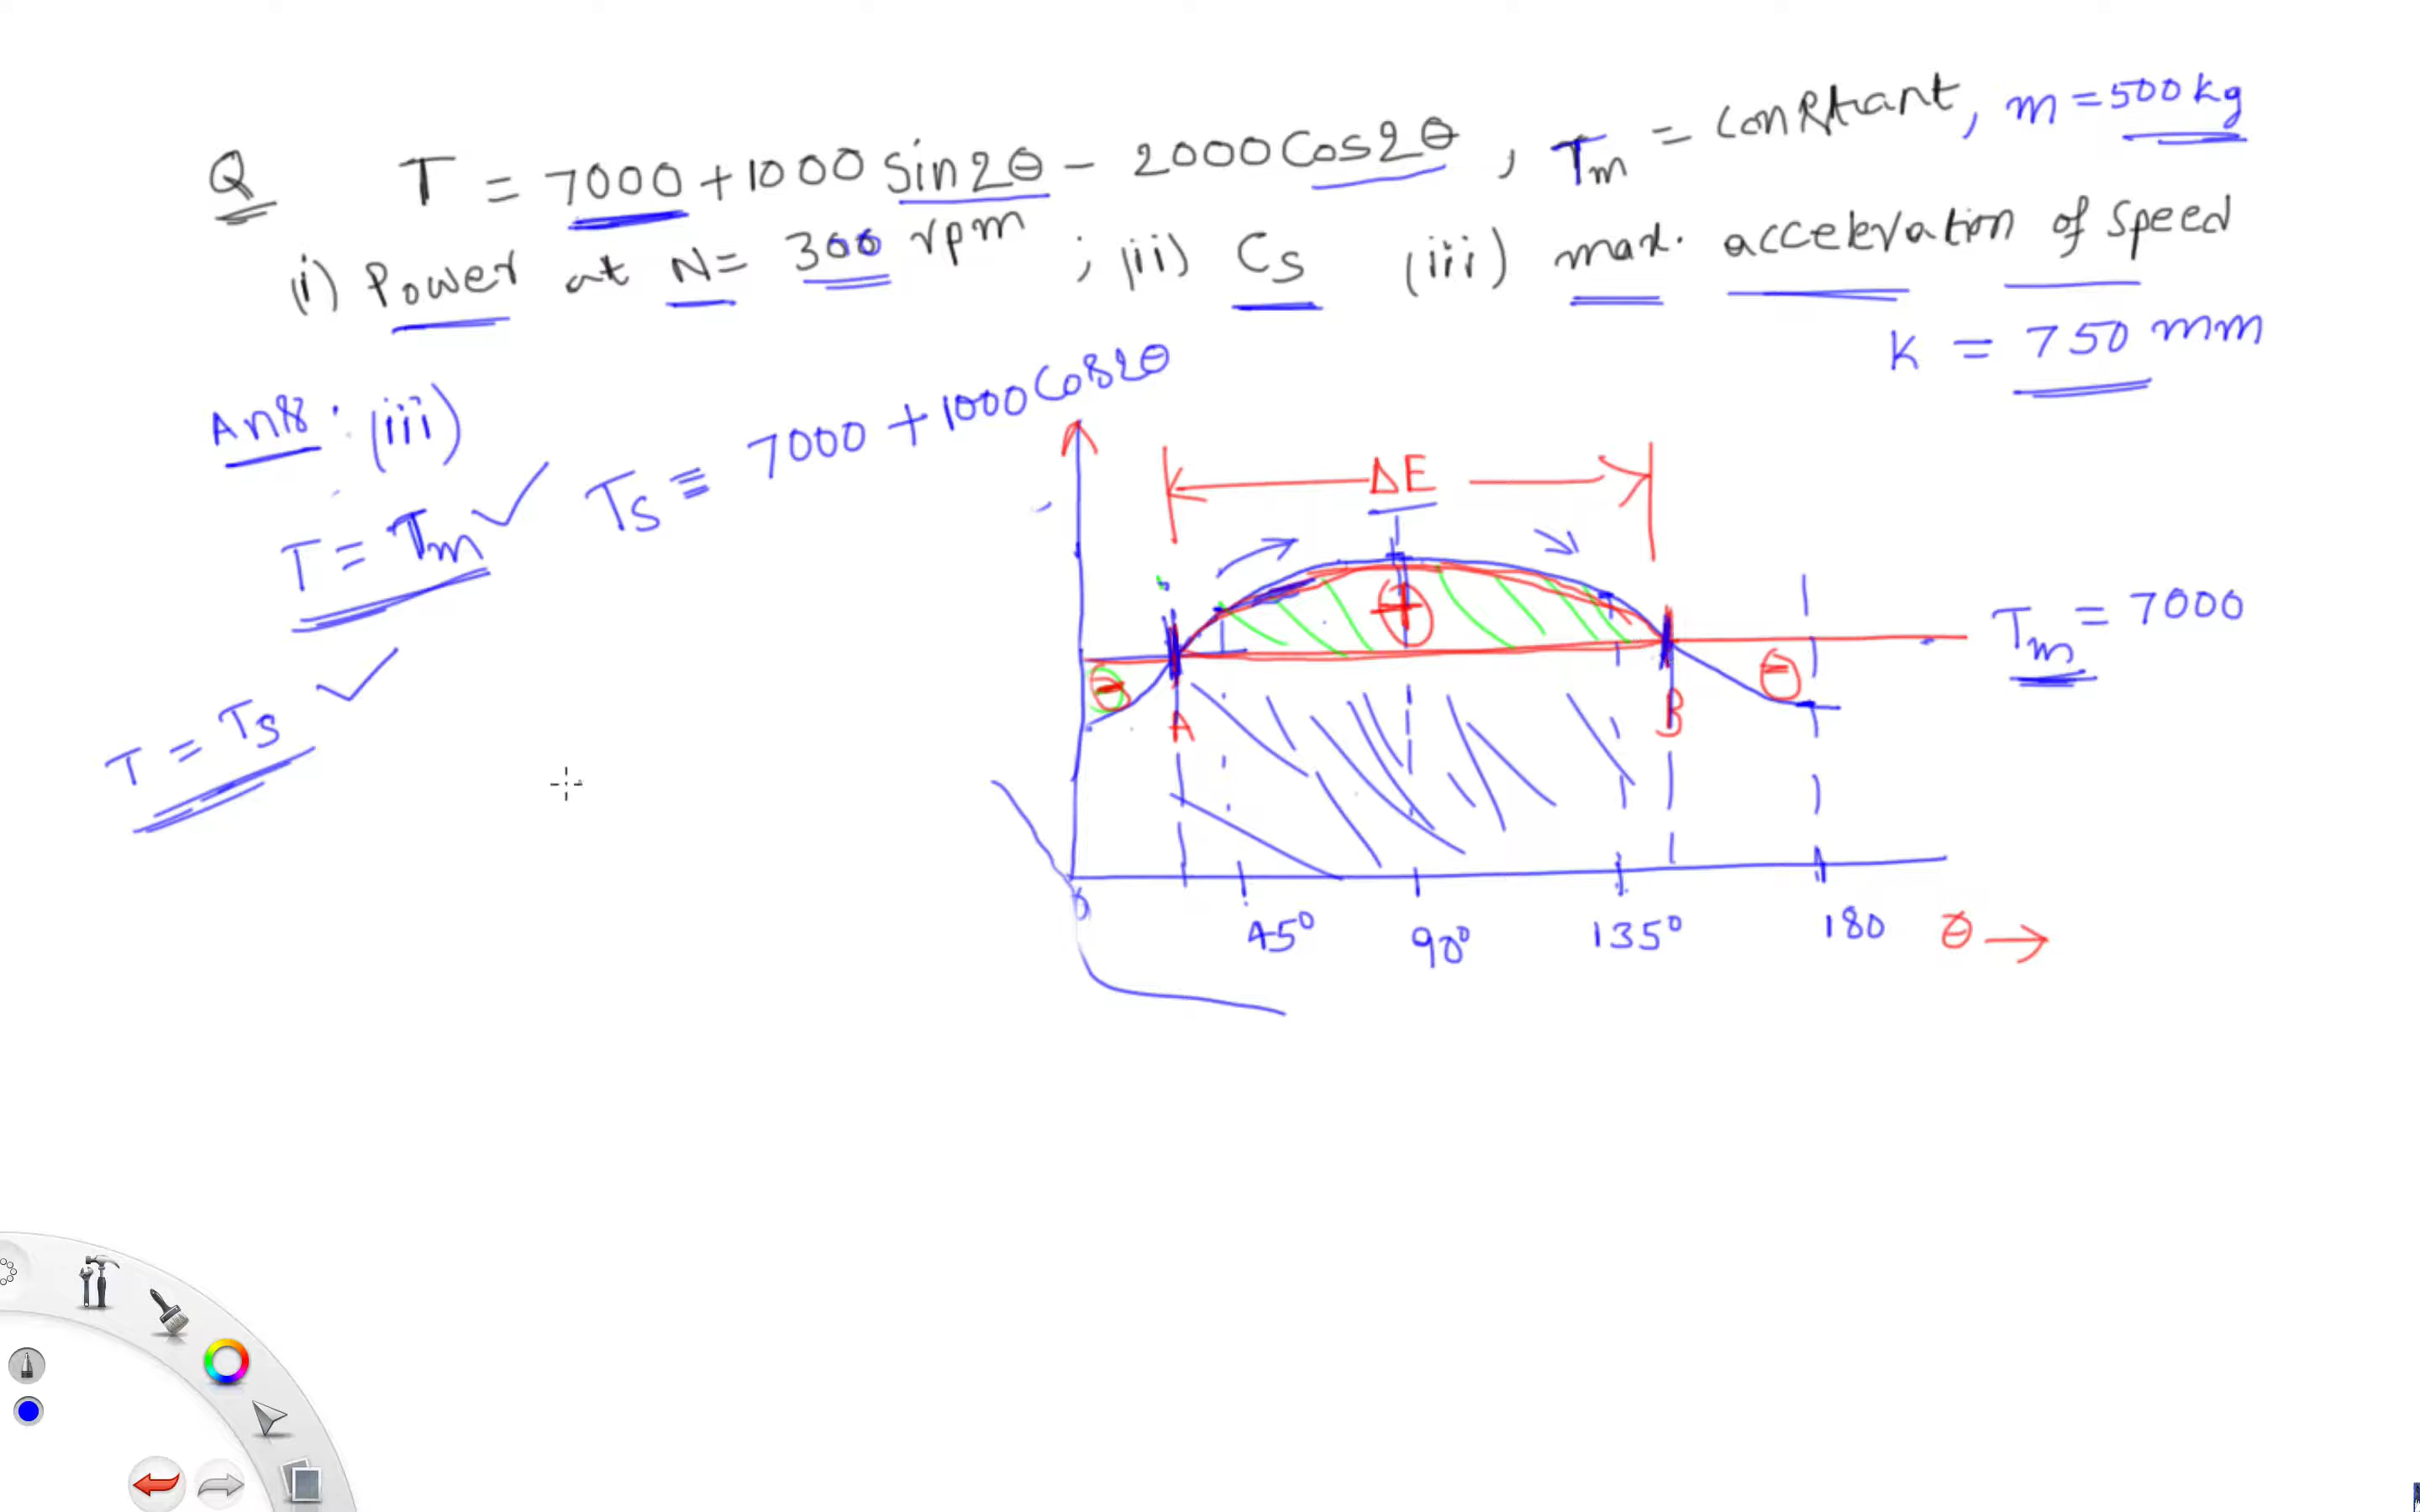 Q T = 7000 + 1000 Sin2θ - 2000 Cos2θ , Tm = constant, m = 500 kg
(i) Power at N = 300 rpm ; (ii) Cs (iii) max. acceleration of speed
K = 750 mm
Ans : (iii)
T = Tm ✓ Ts = 7000 + 1000 Cos2θ
T = Ts ✓
ΔE
+
Tm = 7000
- -
A B
0 45° 90° 135° 180 θ →